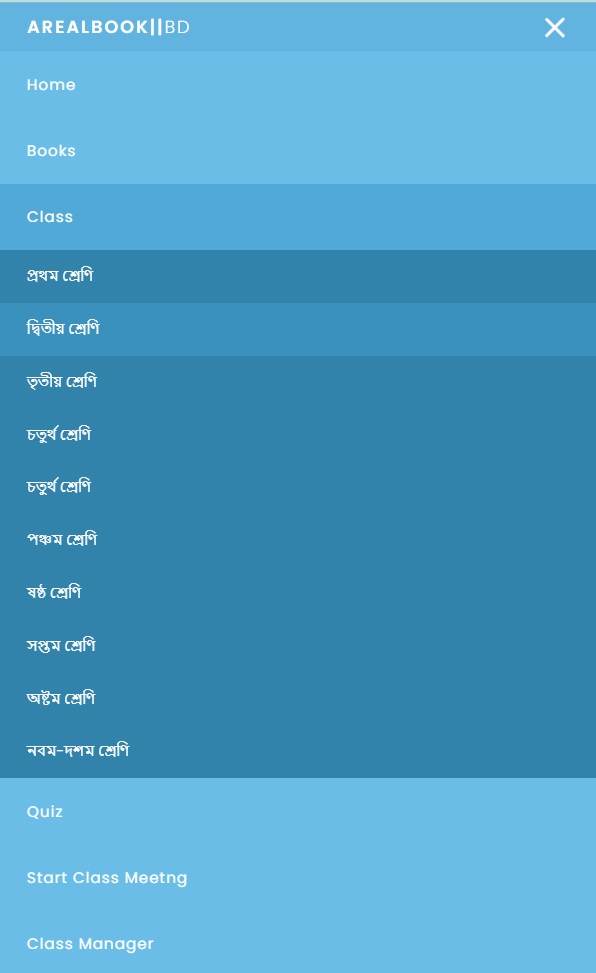 AREALBOOK||BD
Home
Books
Class
প্রথম শ্রেণি
দ্বিতীয় শ্রেণি
তৃতীয় শ্রেণি
চতুর্থ শ্রেণি
চতুর্থ শ্রেণি
পঞ্চম শ্রেণি
ষষ্ঠ শ্রেণি
সপ্তম শ্রেণি
অষ্টম শ্রেণি
নবম-দশম শ্রেণি
Quiz
Start Class Meetng
Class Manager